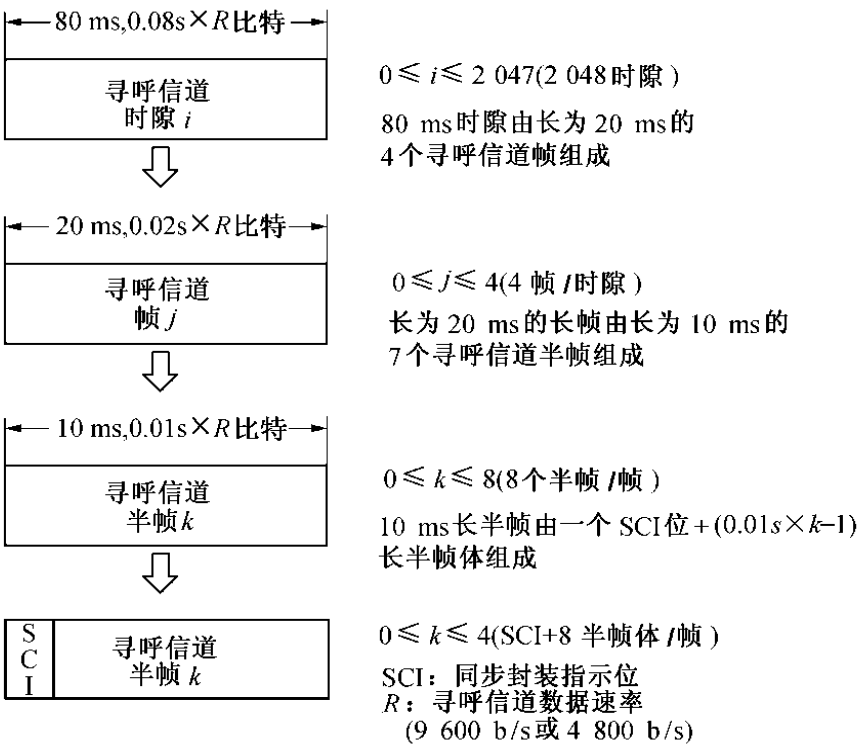 80 ms,0.08s×R比特
寻呼信道
时隙 i
0≤i≤2 047(2 048时隙)
80 ms时隙由长为20 ms的
4个寻呼信道帧组成
20 ms,0.02s×R比特
寻呼信道
帧 j
0≤j≤4(4 帧/时隙)
长为20 ms的长帧由长为10 ms的
7个寻呼信道半帧组成
10 ms,0.01s×R比特
寻呼信道
半帧k
0≤k≤8(8个半帧/帧)
10 ms长半帧由一个SCI位+(0.01s×k-1)
长半帧体组成
SCI
寻呼信道
半帧 k
0≤k≤4(SCI+8 半帧体/帧)
SCI：同步封装指示位
R：寻呼信道数据速率
(9 600 b/s或4 800 b/s)